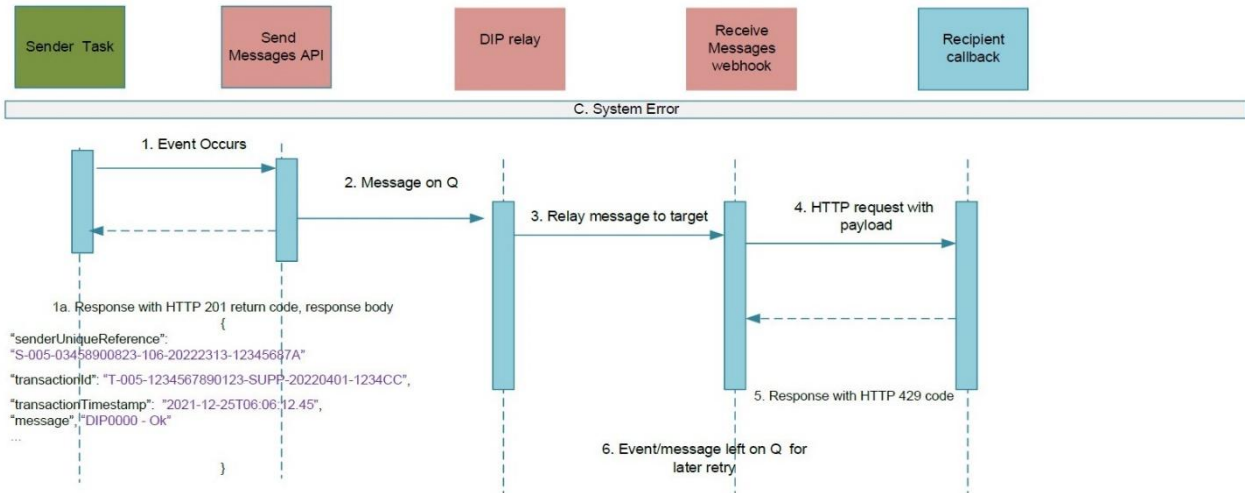 Sender Task
Send
Messages API
DIP relay
Receive
Messages
webhook
Recipient
callback
C. System Error
1. Event Occurs
2. Message on Q
3. Relay message to target
4. HTTP request with
payload
1a. Response with HTTP 201 return code, response body
{
“senderUniqueReference”:
“S-005-03458900823-106-20222313-12345687A”
“transactionId”: “T-005-1234567890123-SUPP-20220401-1234CC”,
“transactionTimestamp”: “2021-12-25T06:06:12.45”,
“message”, “DIP0000 - Ok”
...
}
5. Response with HTTP 429 code
6. Event/message left on Q for
later retry